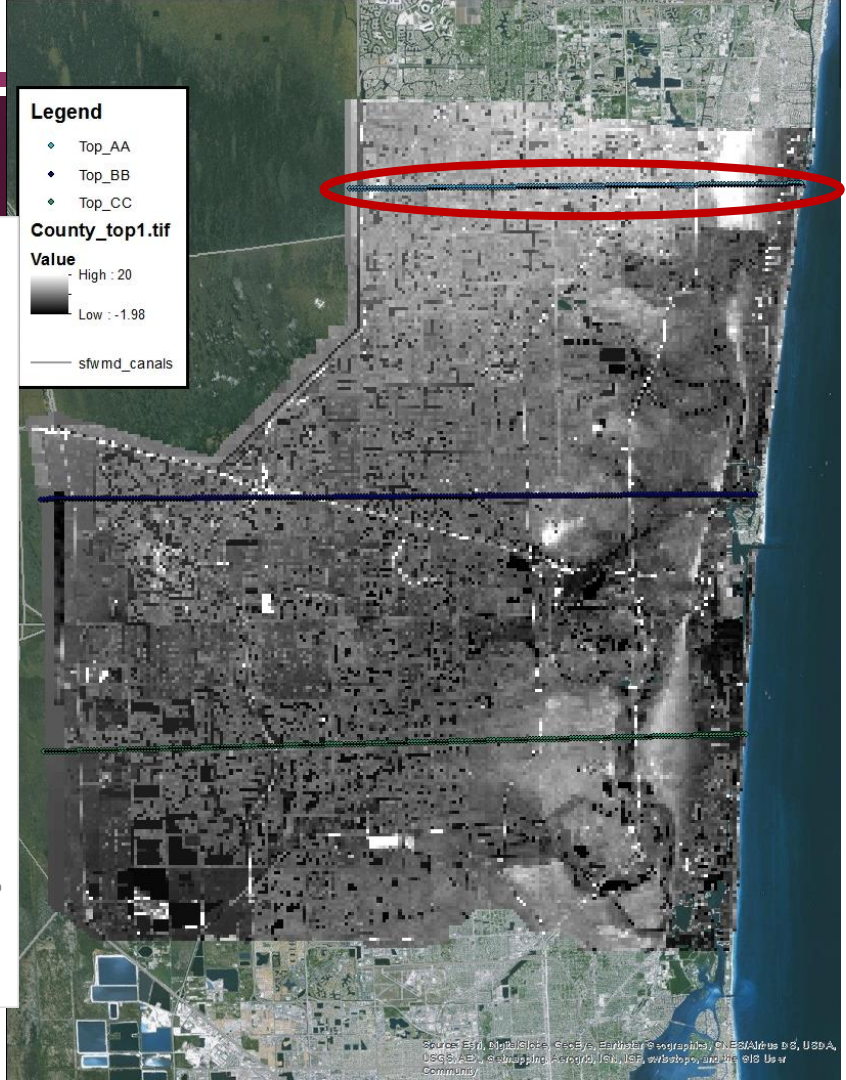 Legend
Top_AA
Top_BB
Top_CC
County_top1.tif
Value
High : 20
Low : -1.98
sfwmd_canals
Source: Esri, DigitalGlobe, GeoEye, Earthstar Geographics, CNES/Airbus DS, USDA,
USGS, AEX, Getmapping, Aerogrid, IGN, IGP, swisstopo, and the GIS User
Community